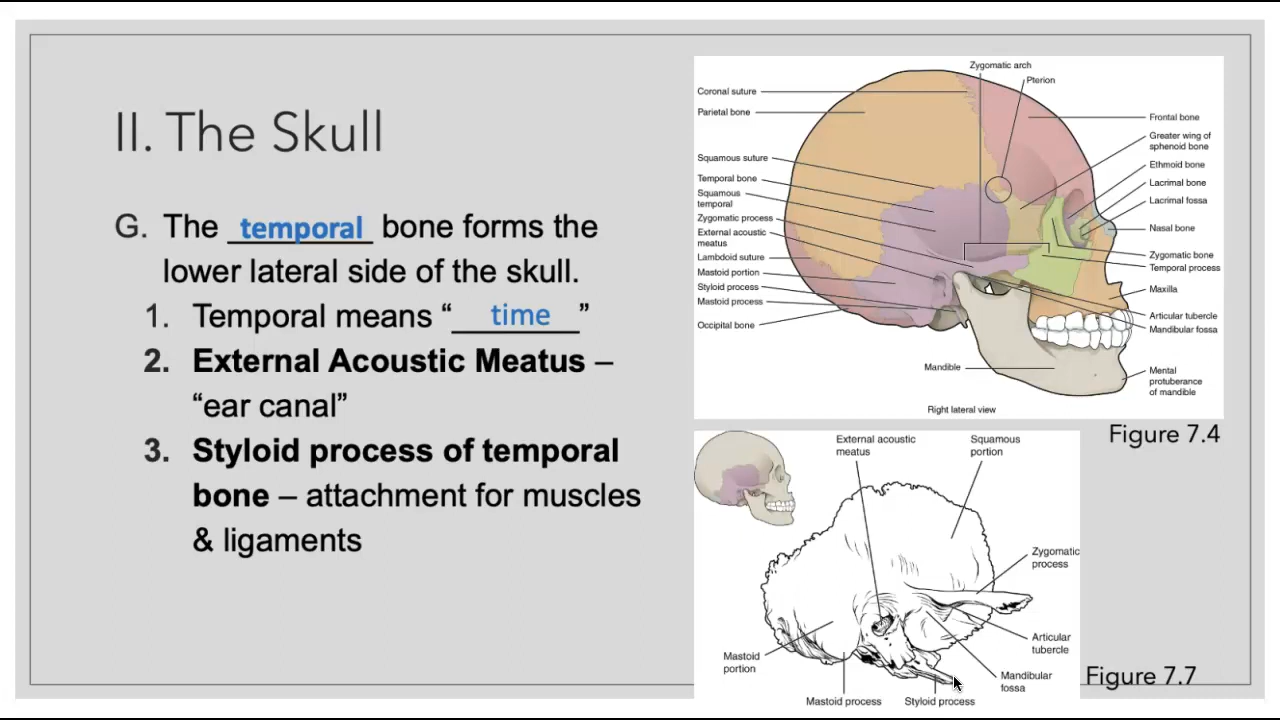 II. The Skull
G. The temporal bone forms the
lower lateral side of the skull.
1. Temporal means “ time ”
2. External Acoustic Meatus –
“ear canal”
3. Styloid process of temporal
bone – attachment for muscles
& ligaments
Zygomatic arch
Pterion
Coronal suture
Parietal bone
Squamous suture
Temporal bone
Squamous
temporal
Zygomatic process
External acoustic
meatus
Lambdoid suture
Mastoid portion
Styloid process
Mastoid process
Occipital bone
Frontal bone
Greater wing of
sphenoid bone
Ethmoid bone
Lacrimal bone
Lacrimal fossa
Nasal bone
Zygomatic bone
Temporal process
Maxilla
Articular tubercle
Mandibular fossa
Mandible
Mental
protuberance
of mandible
Right lateral view
Figure 7.4
External acoustic
meatus
Squamous
portion
Zygomatic
process
Articular
tubercle
Mandibular
fossa
Mastoid
portion
Mastoid process
Styloid process
Figure 7.7